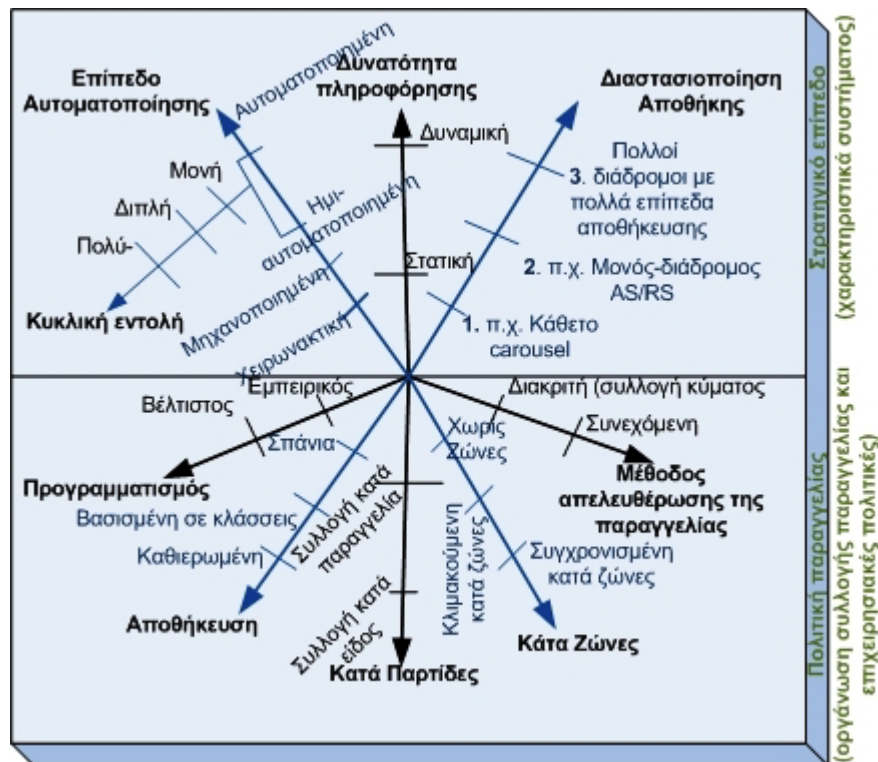 Επίπεδο
Αυτοματοποίησης
Αυτοματοποιημένη
Δυνατότητα
πληροφόρησης
Διαστασιοποίηση
Αποθήκης
Δυναμική
Μονή
Διπλή
Πολύ-
Κυκλική εντολή
Ημι-
αυτοματοποιημένη
Μηχανοποιημένη
Χειρωνακτική
Στατική
Πολλοί
3. διάδρομοι με
πολλά επίπεδα
αποθήκευσης
2. π.χ. Μονός-διάδρομος
AS/RS
1. π.χ. Κάθετο
carousel
Στρατηγικό επίπεδο
(χαρακτηριστικά συστήματος)
Εμπειρικός
Βέλτιστος
Προγραμματισμός
Διακριτή (συλλογή κύματος
Συνεχόμενη
Μέθοδος
απελευθέρωσης της
παραγγελίας
Σπάνια
Βασισμένη σε κλάσσεις
Καθιερωμένη
Αποθήκευση
Συλλογή κατά
παραγγελία
Συλλογή κατά
είδος
Κατά Παρτίδες
Χωρίς
Ζώνες
Κλιμακούμενη
κατά ζώνες
Συγχρονισμένη
κατά ζώνες
Κάτα Ζώνες
Πολιτική παραγγελίας
(οργάνωση συλλογής παραγγελίας και
επιχειρησιακές πολιτικές)